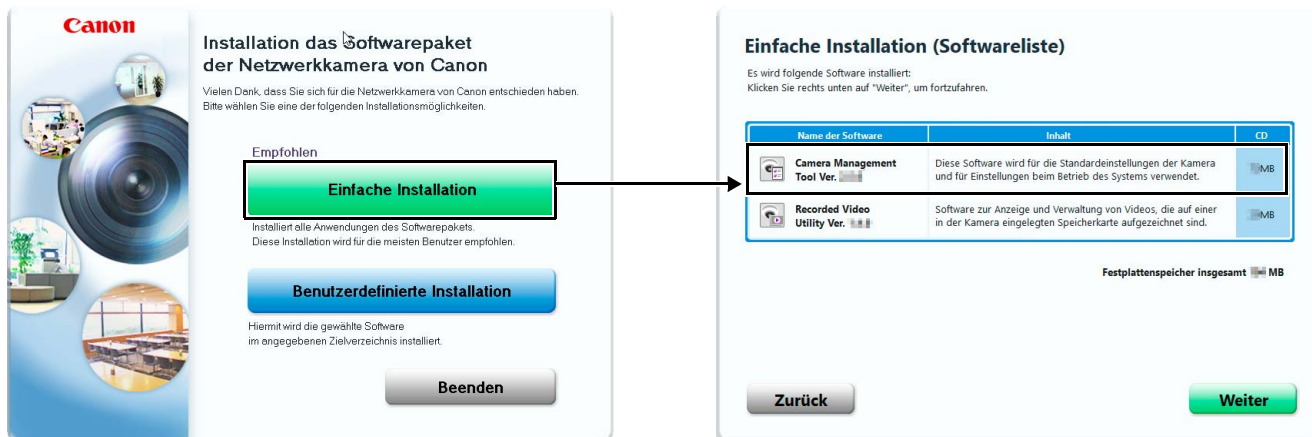 Canon
Installation das Softwarepaket
der Netzwerkkamera von Canon
Vielen Dank, dass Sie sich für die Netzwerkkamera von Canon entschieden haben.
Bitte wählen Sie eine der folgenden Installationsmöglichkeiten.
Empfohlen
Einfache Installation
Installiert alle Anwendungen des Softwarepakets.
Diese Installation wird für die meisten Benutzer empfohlen.
Benutzerdefinierte Installation
Hiermit wird die gewählte Software
im angegebenen Zielverzeichnis installiert.
Beenden
Einfache Installation (Softwareliste)
Es wird folgende Software installiert:
Klicken Sie rechts unten auf "Weiter", um fortzufahren.
Name der Software Inhalt CD
Camera Management
Tool Ver.
Diese Software wird für die Standardeinstellungen der Kamera
und für Einstellungen beim Betrieb des Systems verwendet.
MB
Recorded Video
Utility Ver.
Software zur Anzeige und Verwaltung von Videos, die auf einer
in der Kamera eingelegten Speicherkarte aufgezeichnet sind.
MB
Festplattenspeicher insgesamt MB
Zurück
Weiter